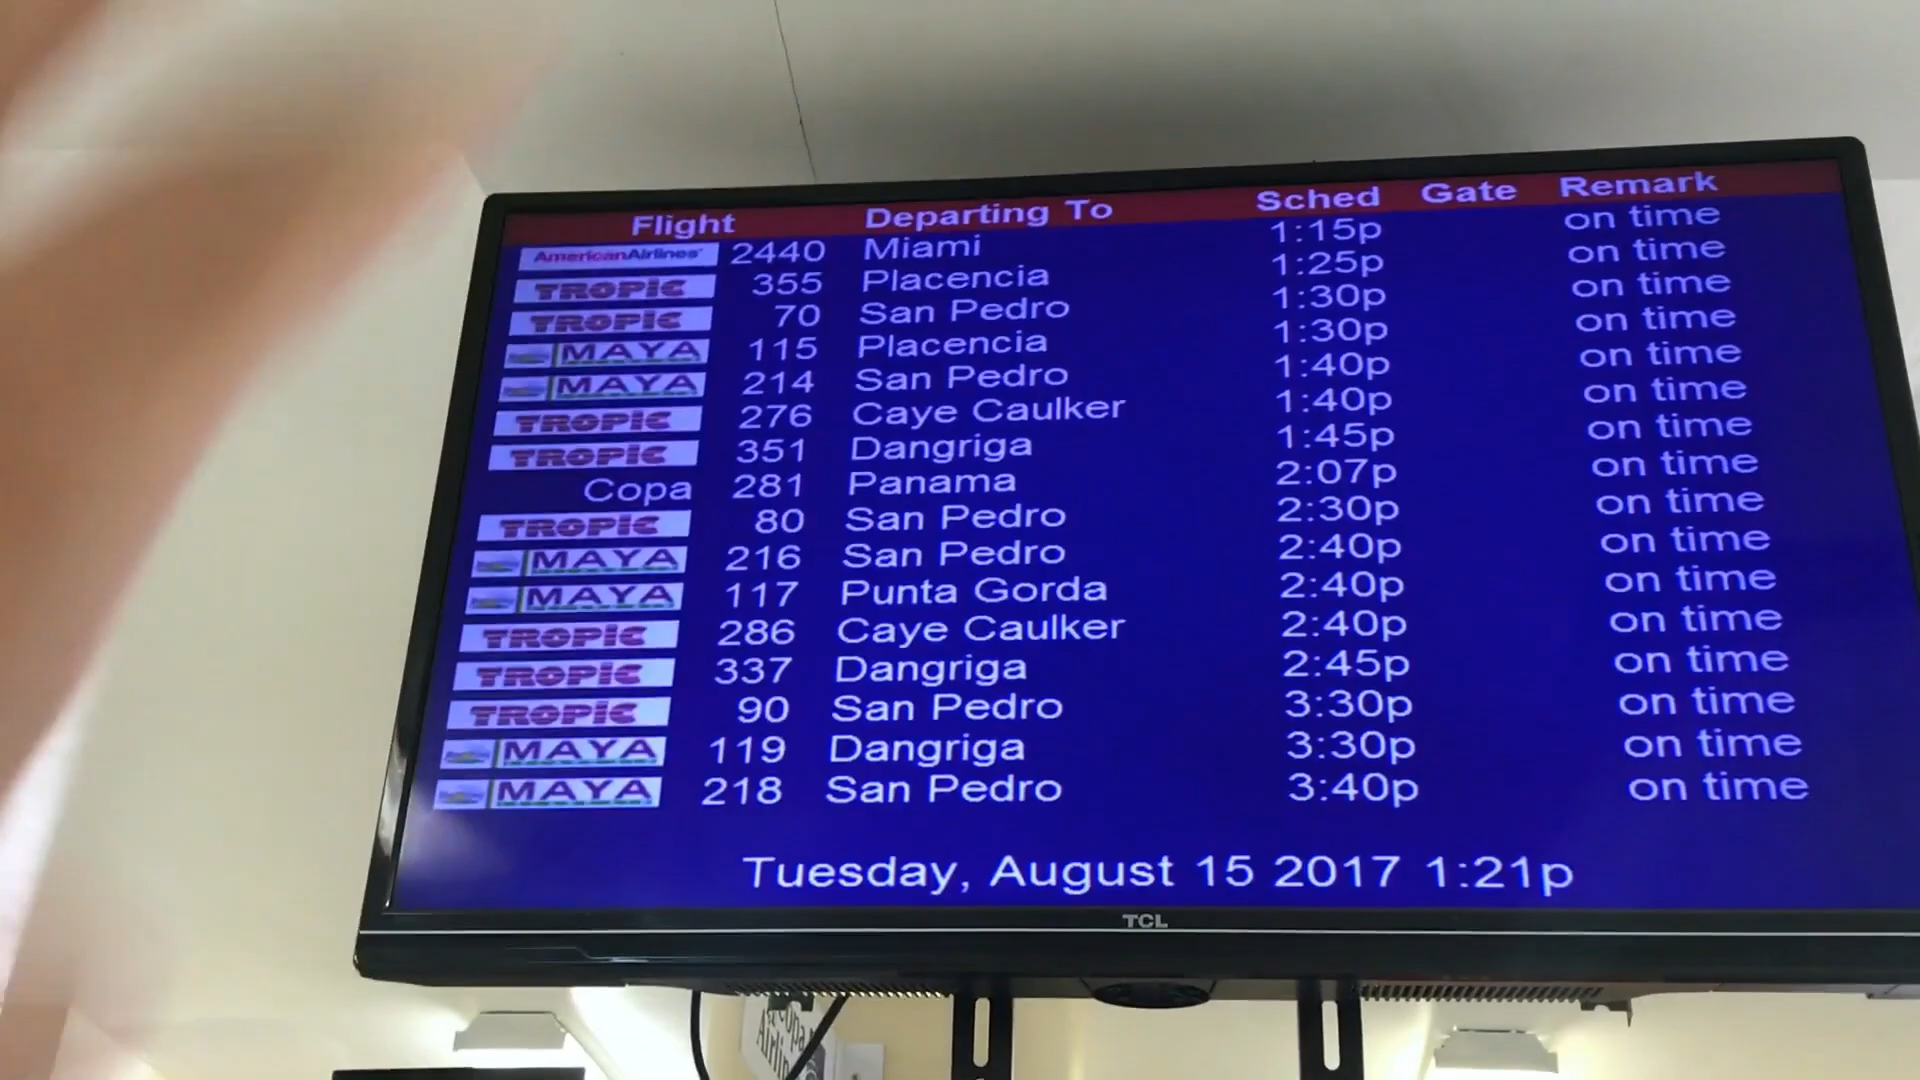 Flight Departing To Sched Gate Remark
AmericanAirlines 2440 Miami 1:15p on time
TROPIC 355 Placencia 1:25p on time
TROPIC 70 San Pedro 1:30p on time
MAYA 115 Placencia 1:30p on time
MAYA 214 San Pedro 1:40p on time
TROPIC 276 Caye Caulker 1:40p on time
TROPIC 351 Dangriga 1:45p on time
Copa 281 Panama 2:07p on time
TROPIC 80 San Pedro 2:30p on time
MAYA 216 San Pedro 2:40p on time
MAYA 117 Punta Gorda 2:40p on time
TROPIC 286 Caye Caulker 2:40p on time
TROPIC 337 Dangriga 2:45p on time
TROPIC 90 San Pedro 3:30p on time
MAYA 119 Dangriga 3:30p on time
MAYA 218 San Pedro 3:40p on time
Tuesday, August 15 2017 1:21p
TCL